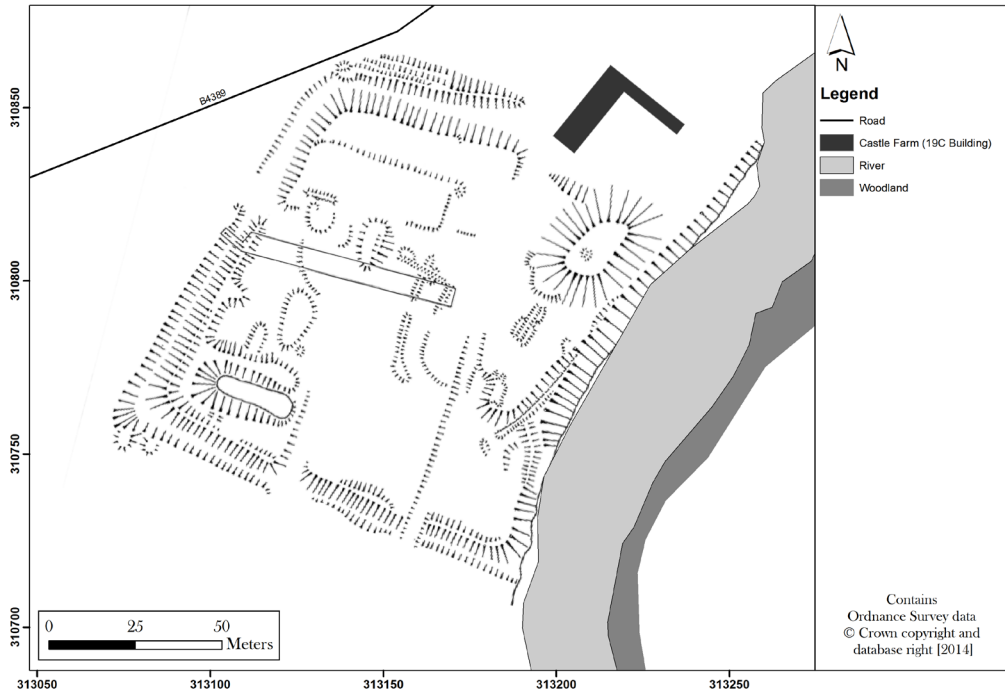 B4389
310850
310800
310750
310700
0 25 50
Meters
313050 313100 313150 313200 313250
N
Legend
Road
Castle Farm (19C Building)
River
Woodland
Contains
Ordnance Survey data
© Crown copyright and
database right [2014]